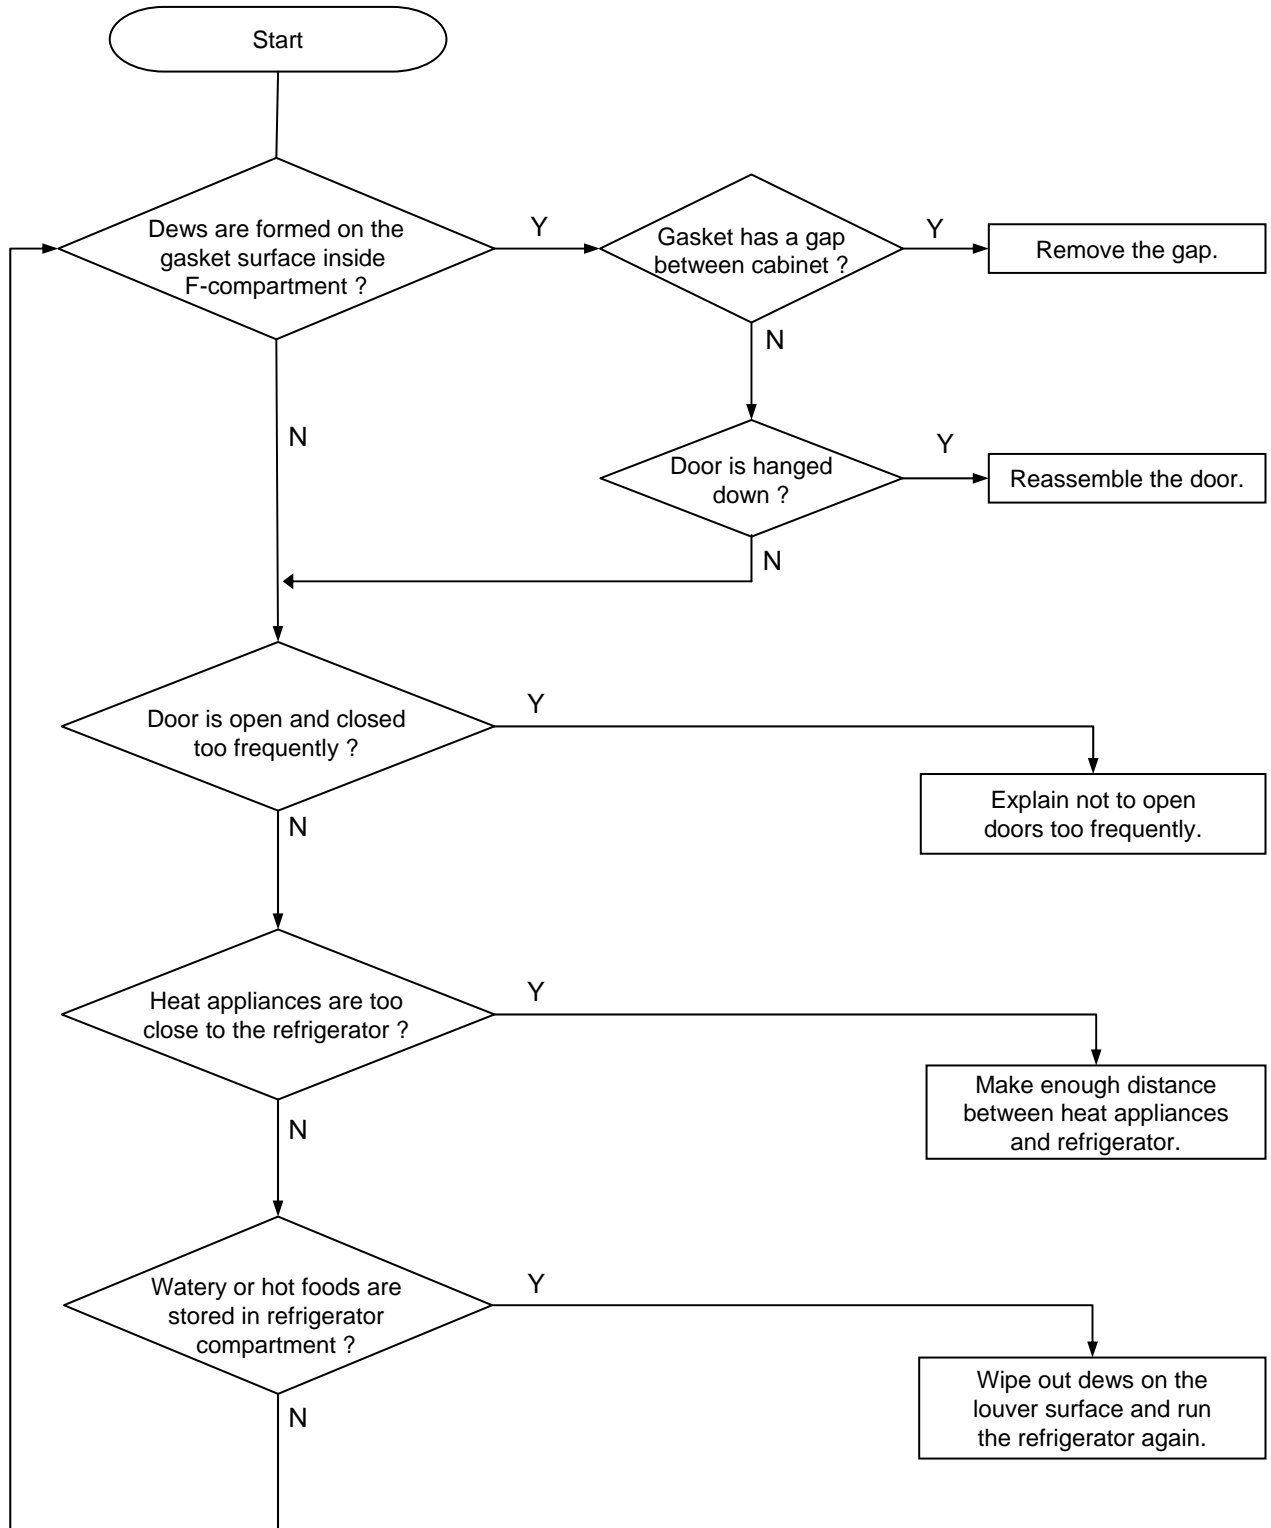 Start
Dews are formed on the
gasket surface inside
F-compartment ?
Y
Gasket has a gap
between cabinet ?
Y
Remove the gap.
N
N
Door is hanged
down ?
Y
Reassemble the door.
N
Door is open and closed
too frequently ?
Y
Explain not to open
doors too frequently.
N
Heat appliances are too
close to the refrigerator ?
Y
Make enough distance
between heat appliances
and refrigerator.
N
Watery or hot foods are
stored in refrigerator
compartment ?
Y
Wipe out dews on the
louver surface and run
the refrigerator again.
N